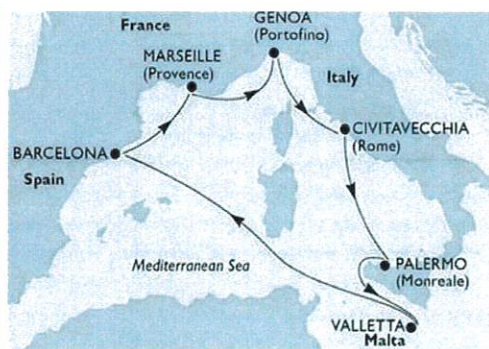 GENOA
(Portofino)
France
MARSEILLE
(Provence)
Italy
CIVITAVECCHIA
(Rome)
BARCELONA
Spain
Mediterranean Sea
PALERMO
(Monreale)
VALLETTA
Malta